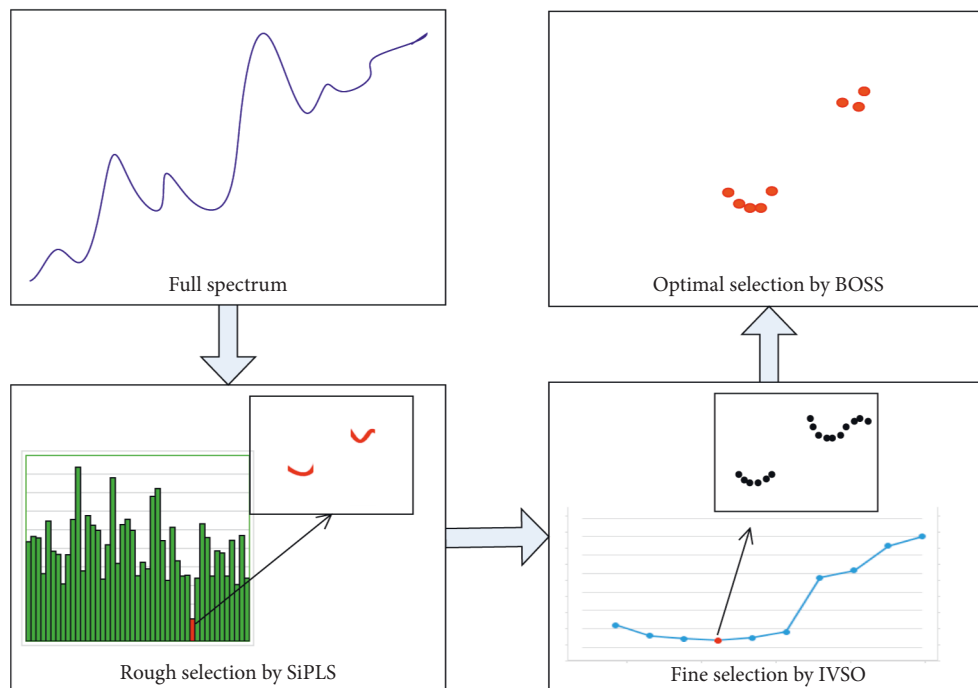 Full spectrum
Optimal selection by BOSS
Rough selection by SiPLS
Fine selection by IVSO